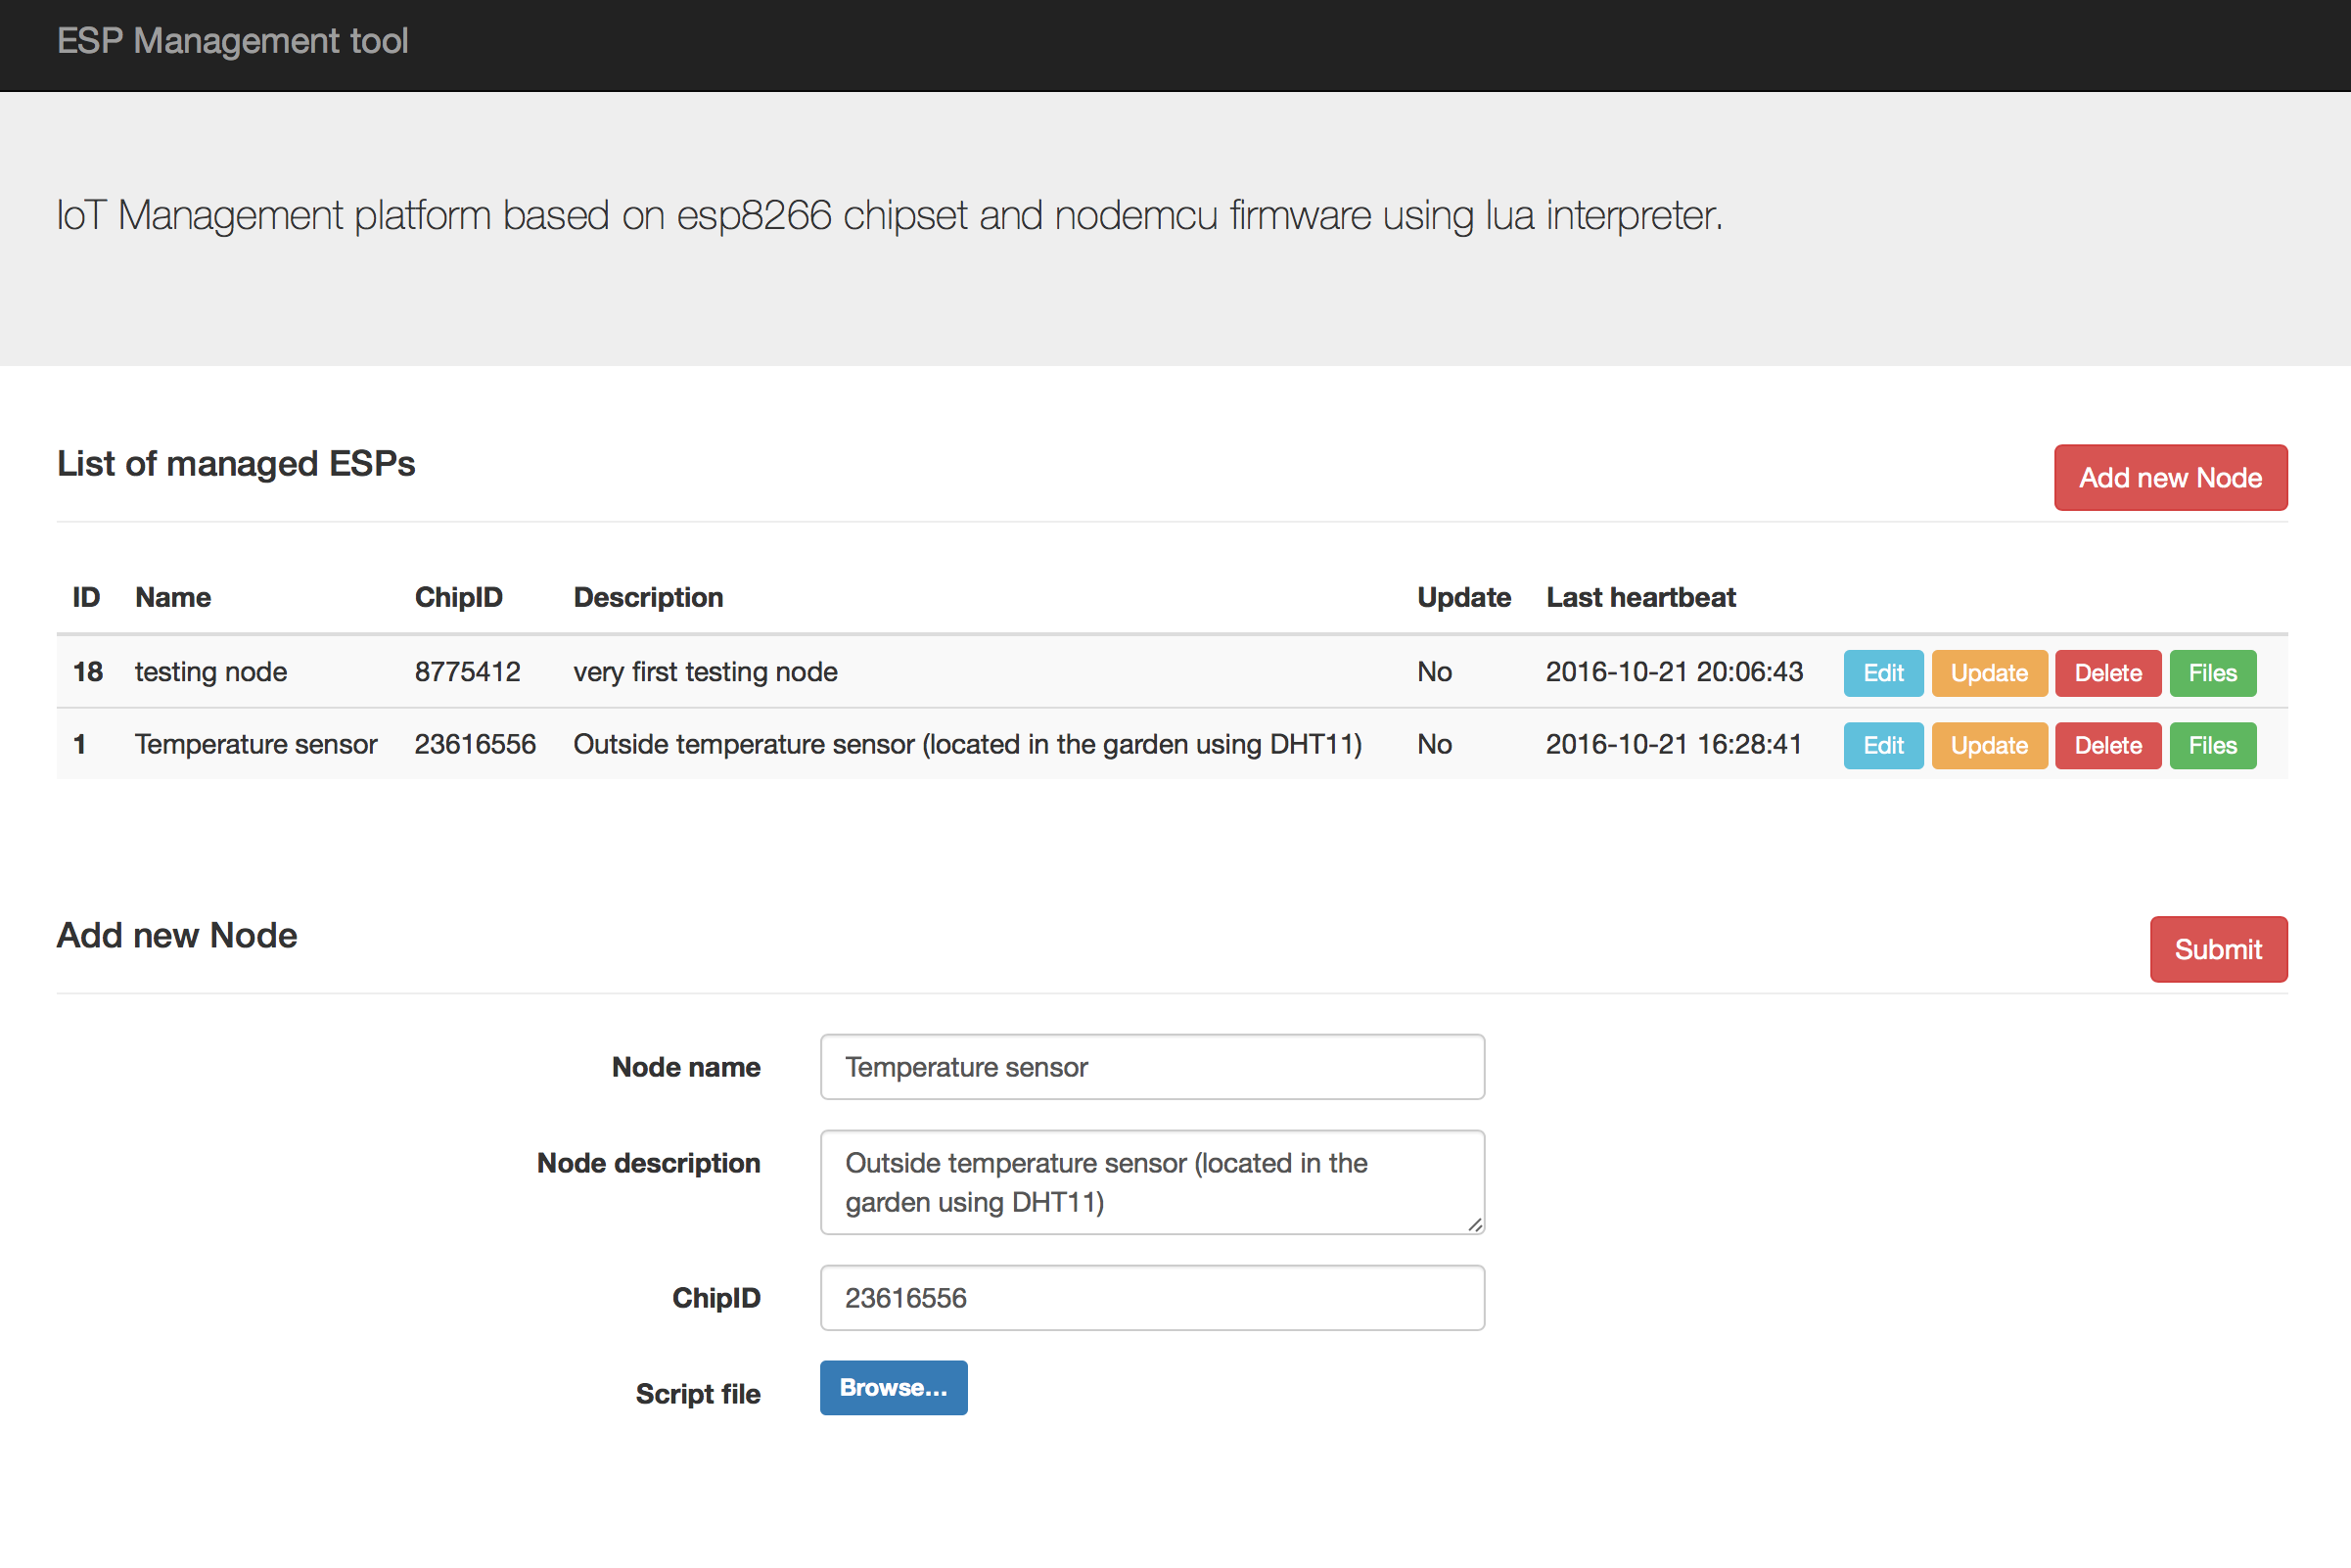 ESP Management tool
IoT Management platform based on esp8266 chipset and nodemcu firmware using lua interpreter.
List of managed ESPs
Add new Node
ID Name ChipID Description Update Last heartbeat
18 testing node 8775412 very first testing node No 2016-10-21 20:06:43 Edit Update Delete Files
1 Temperature sensor 23616556 Outside temperature sensor (located in the garden using DHT11) No 2016-10-21 16:28:41 Edit Update Delete Files
Add new Node
Submit
Node name Temperature sensor
Node description Outside temperature sensor (located in the
garden using DHT11)
ChipID 23616556
Script file Browse...